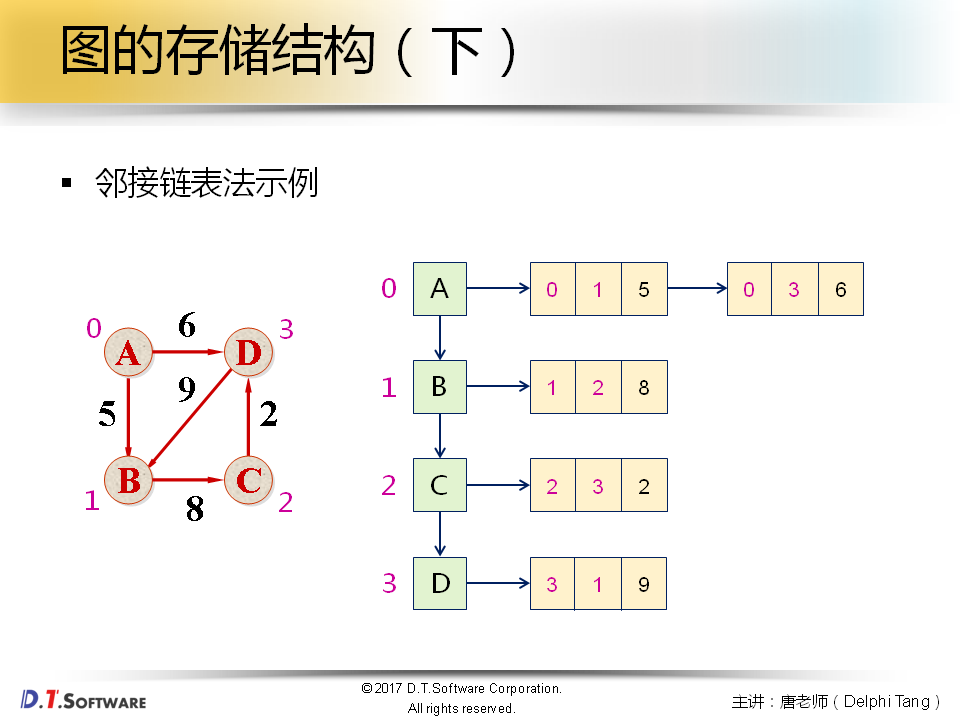 图的存储结构（下）
▪ 邻接链表法示例
0 A 0 1 5 0 3 6
0 6 3
A D
9
5 2
1 B 1 2 8
B C
1 8 2
2 C 2 3 2
3 D 3 1 9
D.T.SOFTWARE
©2017 D.T.Software Corporation.
All rights reserved.
主讲：唐老师（Delphi Tang）